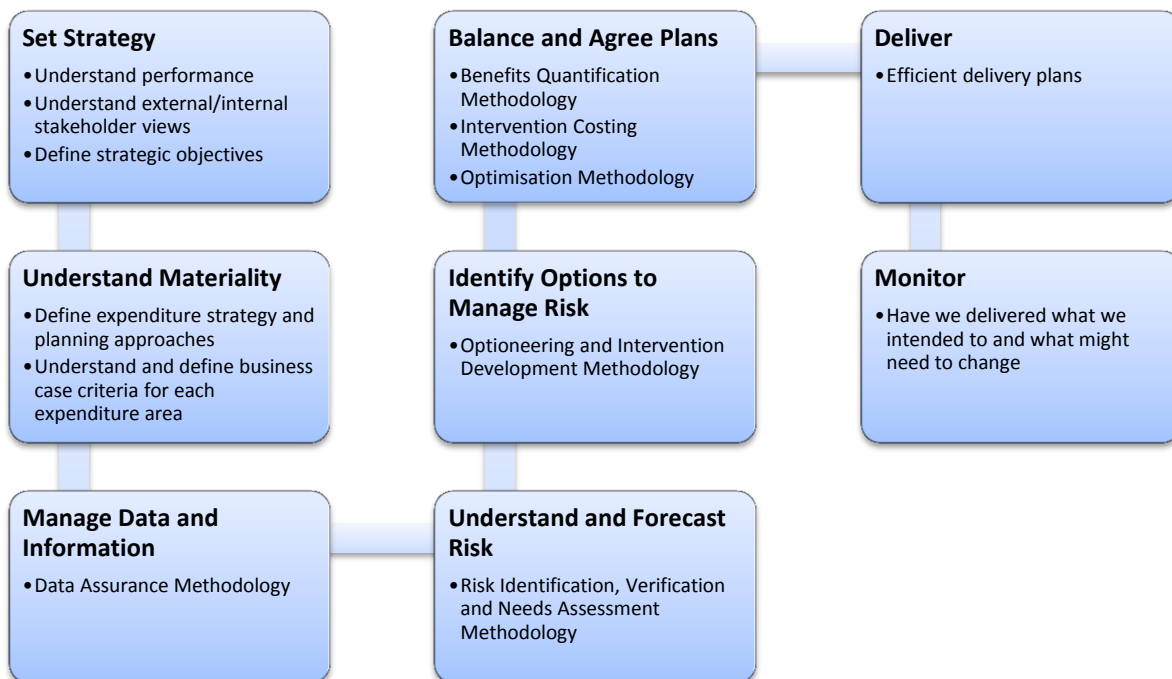 Set Strategy
•Understand performance
•Understand external/internal
stakeholder views
•Define strategic objectives
Understand Materiality
•Define expenditure strategy and
planning approaches
•Understand and define business
case criteria for each
expenditure area
Manage Data and
Information
•Data Assurance Methodology
Understand and Forecast
Risk
•Risk Identification, Verification
and Needs Assessment
Methodology
Identify Options to
Manage Risk
•Optioneering and Intervention
Development Methodology
Balance and Agree Plans
•Benefits Quantification
Methodology
•Intervention Costing
Methodology
•Optimisation Methodology
Deliver
•Efficient delivery plans
Monitor
•Have we delivered what we
intended to and what might
need to change